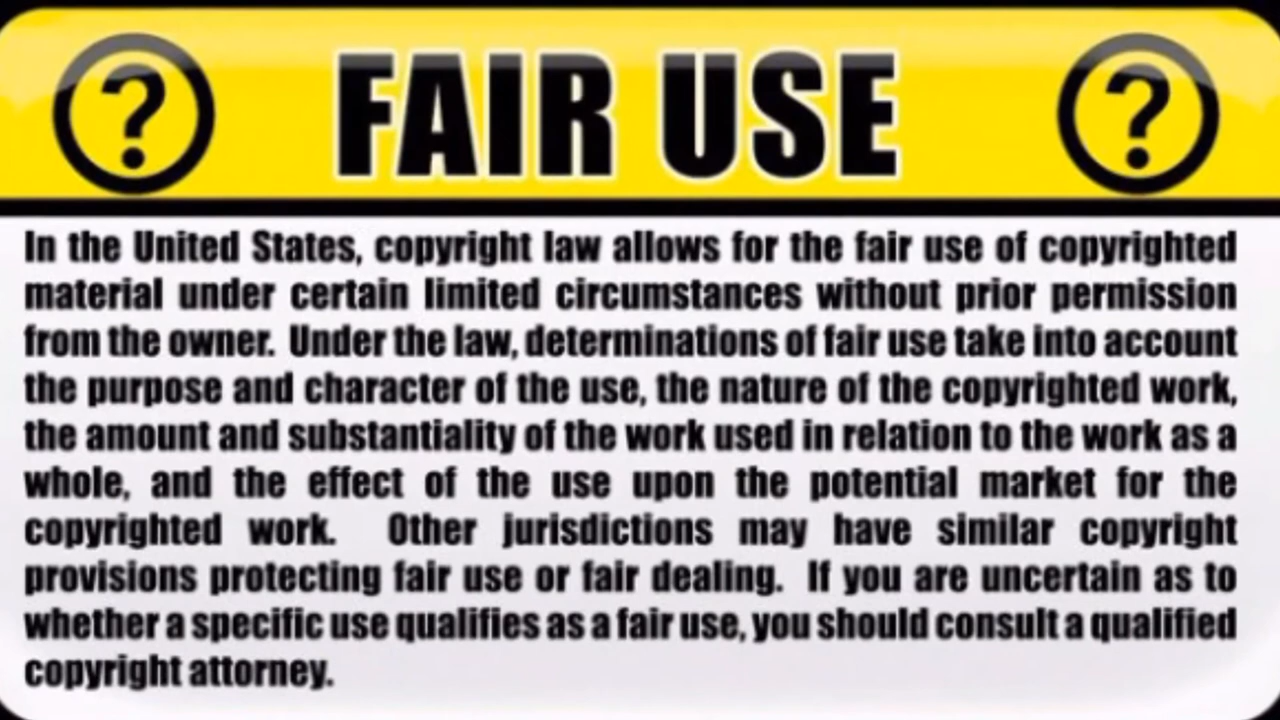 ? FAIR USE ?
In the United States, copyright law allows for the fair use of copyrighted
material under certain limited circumstances without prior permission
from the owner. Under the law, determinations of fair use take into account
the purpose and character of the use, the nature of the copyrighted work,
the amount and substantiality of the work used in relation to the work as a
whole, and the effect of the use upon the potential market for the
copyrighted work. Other jurisdictions may have similar copyright
provisions protecting fair use or fair dealing. If you are uncertain as to
whether a specific use qualifies as a fair use, you should consult a qualified
copyright attorney.